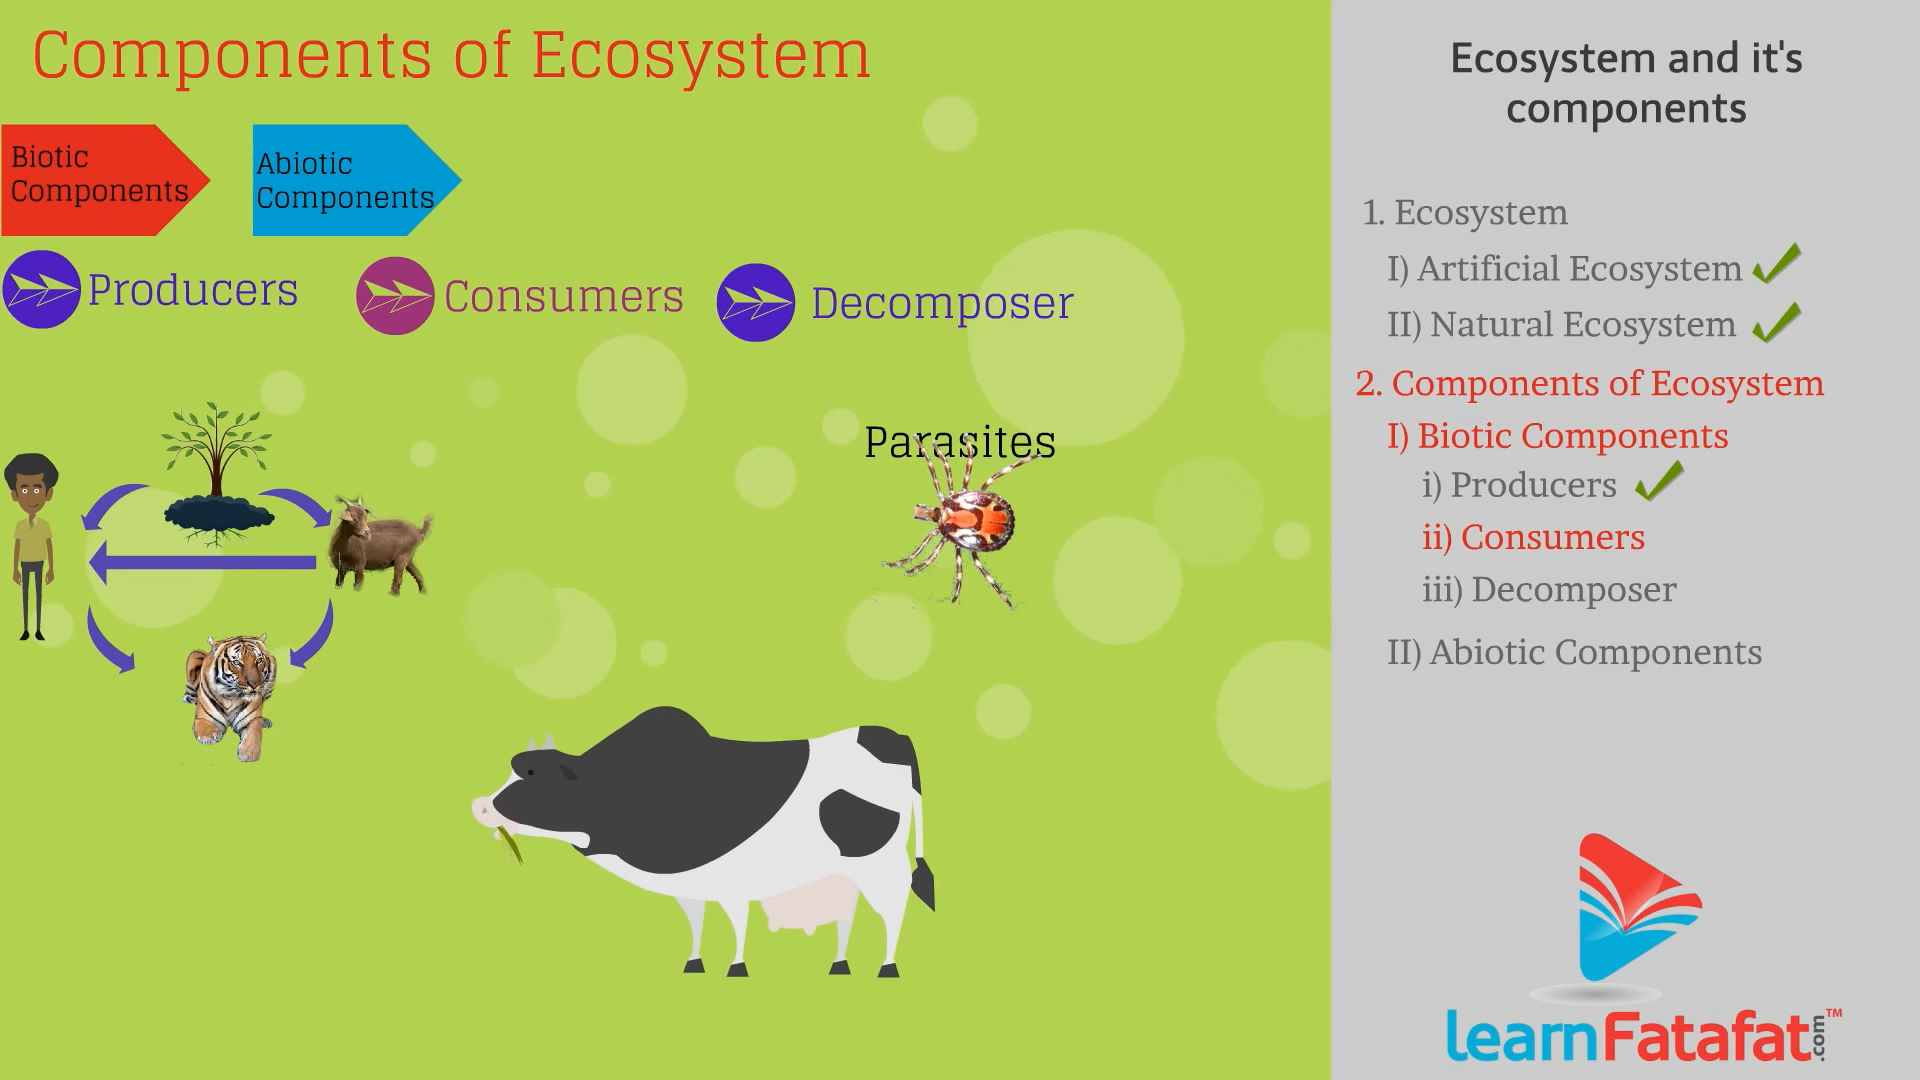 Components of Ecosystem
Biotic
Components
Abiotic
Components
Producers
Consumers
Decomposer
Parasites
Ecosystem and it's
components
1. Ecosystem
I) Artificial Ecosystem
II) Natural Ecosystem
2. Components of Ecosystem
I) Biotic Components
i) Producers
ii) Consumers
iii) Decomposer
II) Abiotic Components
learnFatafat.com™